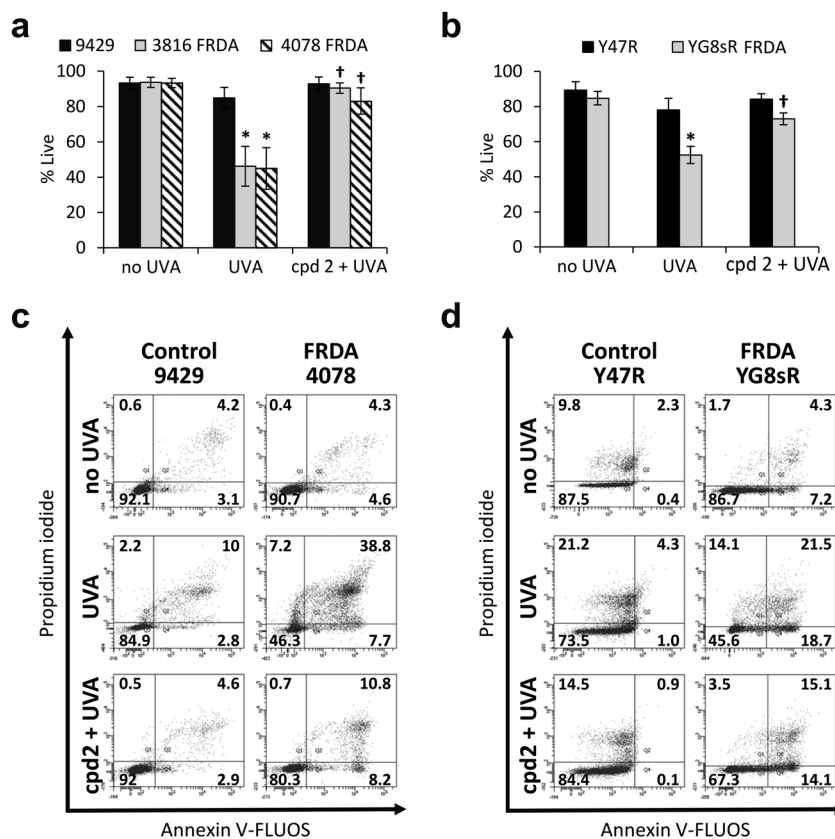 a
9429 3816 FRDA 4078 FRDA
100
80
60
40
20
0
% Live
† †
* *
no UVA UVA cpd 2 + UVA
b
Y47R YG8sR FRDA
100
80
60
40
20
0
% Live
†
*
no UVA UVA cpd 2 + UVA
c
Control 9429
FRDA 4078
Propidium iodide
no UVA
0.6 4.2
92.1 3.1
0.4 4.3
90.7 4.6
UVA
2.2 10
84.9 2.8
7.2 38.8
46.3 7.7
cpd2 + UVA
0.5 4.6
92 2.9
0.7 10.8
80.3 8.2
Annexin V-FLUOS
d
Control Y47R
FRDA YG8sR
Propidium iodide
no UVA
9.8 2.3
87.5 0.4
1.7 4.3
86.7 7.2
UVA
21.2 4.3
73.5 1.0
14.1 21.5
45.6 18.7
cpd2 + UVA
14.5 0.9
84.4 0.1
3.5 15.1
67.3 14.1
Annexin V-FLUOS